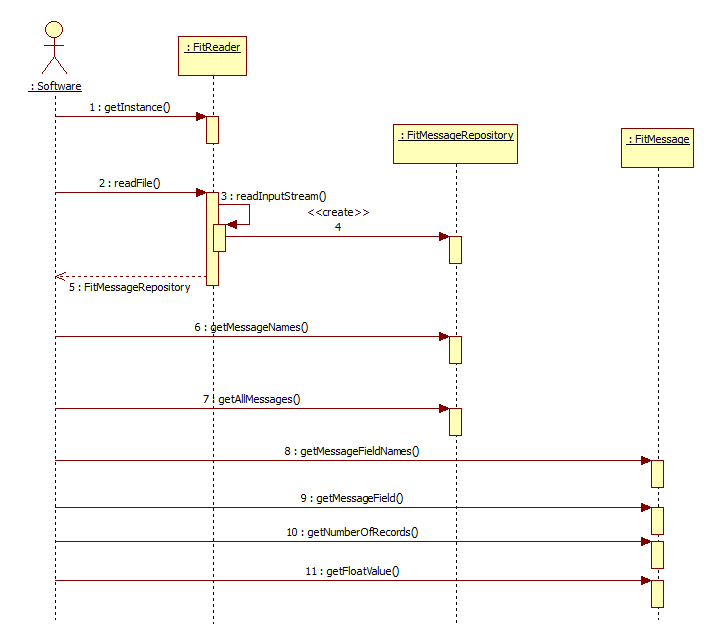 : FitReader
: Software
1 : getInstance()
: FitMessageRepository
: FitMessage
2 : readFile()
3 : readInputStream()
<<create>>
4
5 : FitMessageRepository
6 : getMessageNames()
7 : getAllMessages()
8 : getMessageFieldNames()
9 : getMessageField()
10 : getNumberOfRecords()
11 : getFloatValue()